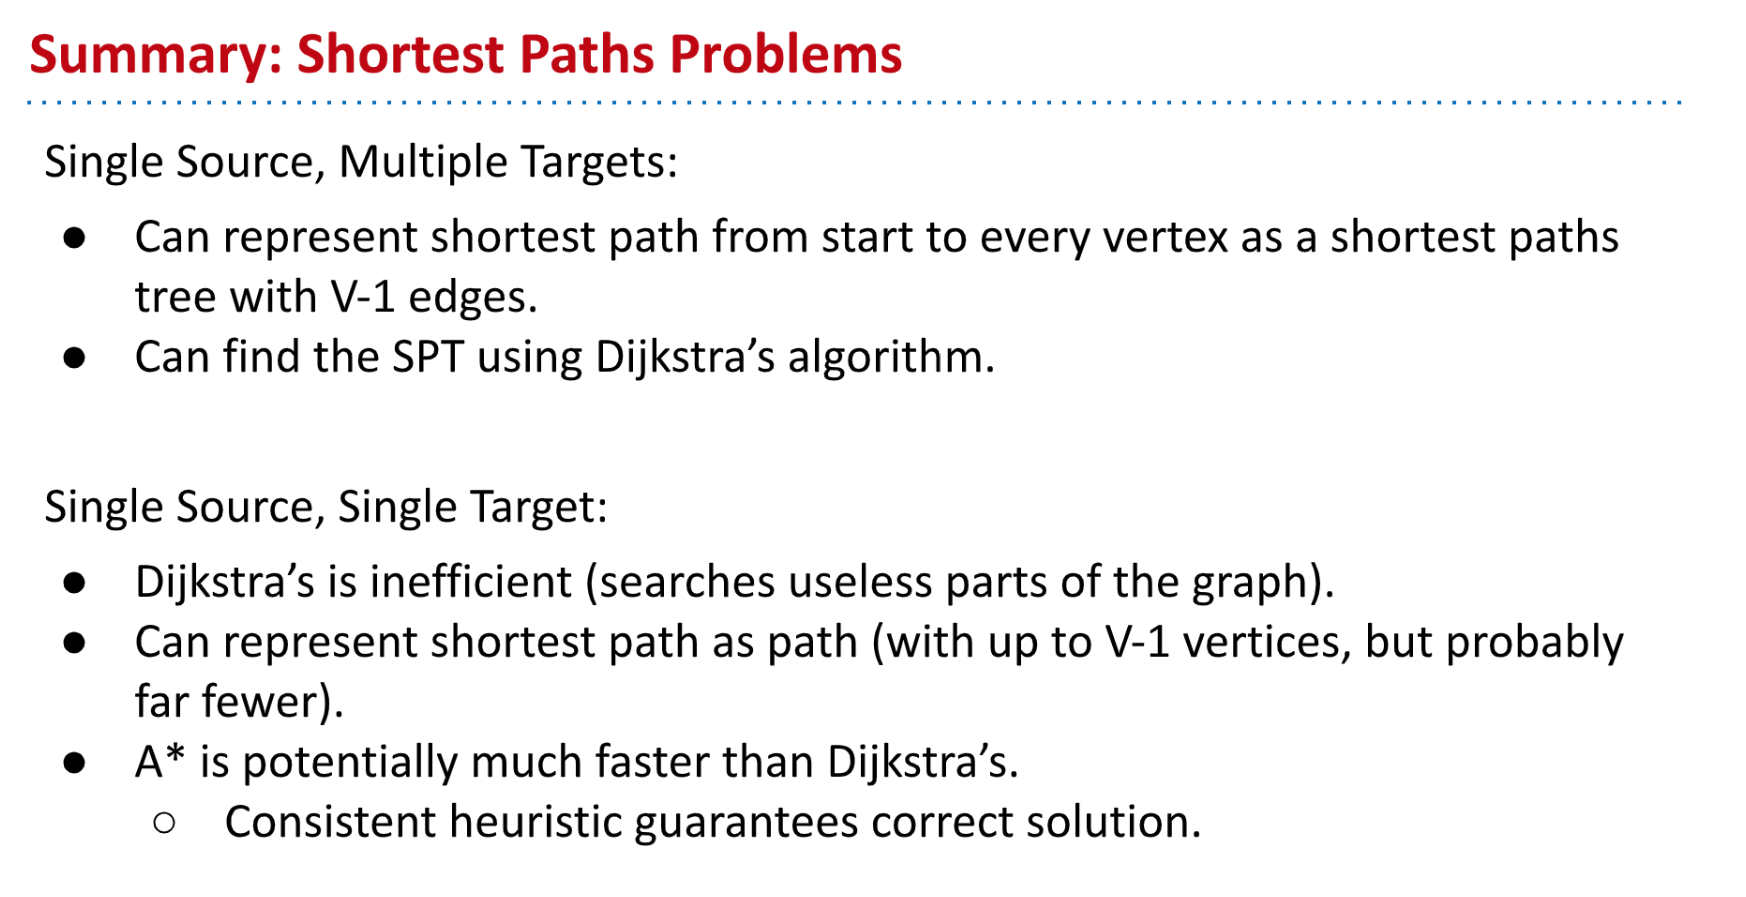 Summary: Shortest Paths Problems
Single Source, Multiple Targets:
● Can represent shortest path from start to every vertex as a shortest paths
tree with V-1 edges.
● Can find the SPT using Dijkstra’s algorithm.
Single Source, Single Target:
● Dijkstra’s is inefficient (searches useless parts of the graph).
● Can represent shortest path as path (with up to V-1 vertices, but probably
far fewer).
● A* is potentially much faster than Dijkstra’s.
○ Consistent heuristic guarantees correct solution.